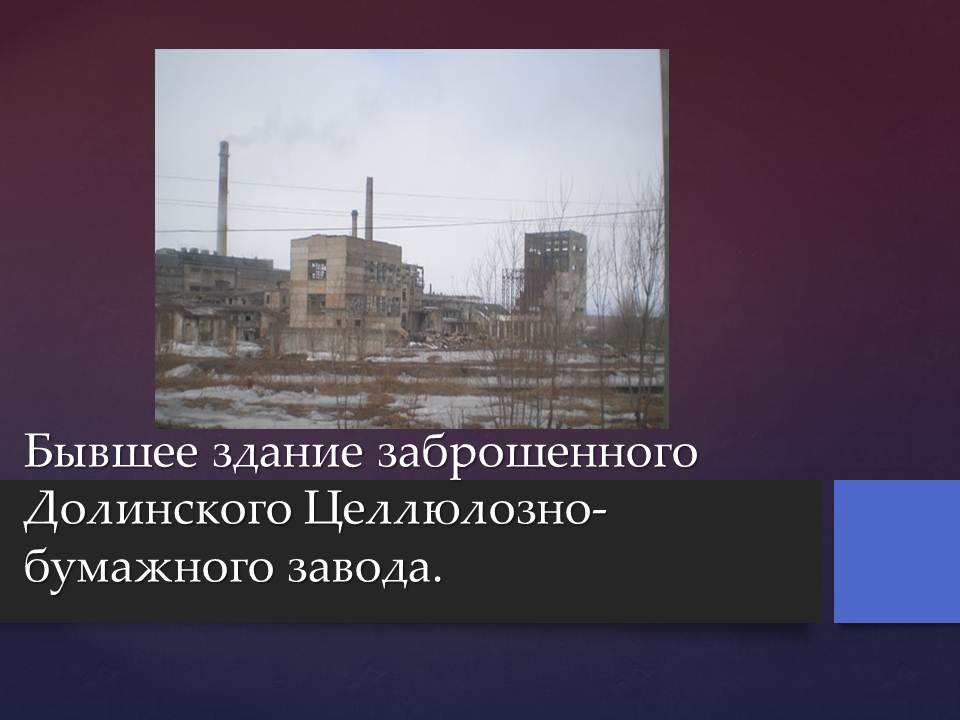 Бывшее здание заброшенного
Долинского Целлюлозно-
бумажного завода.